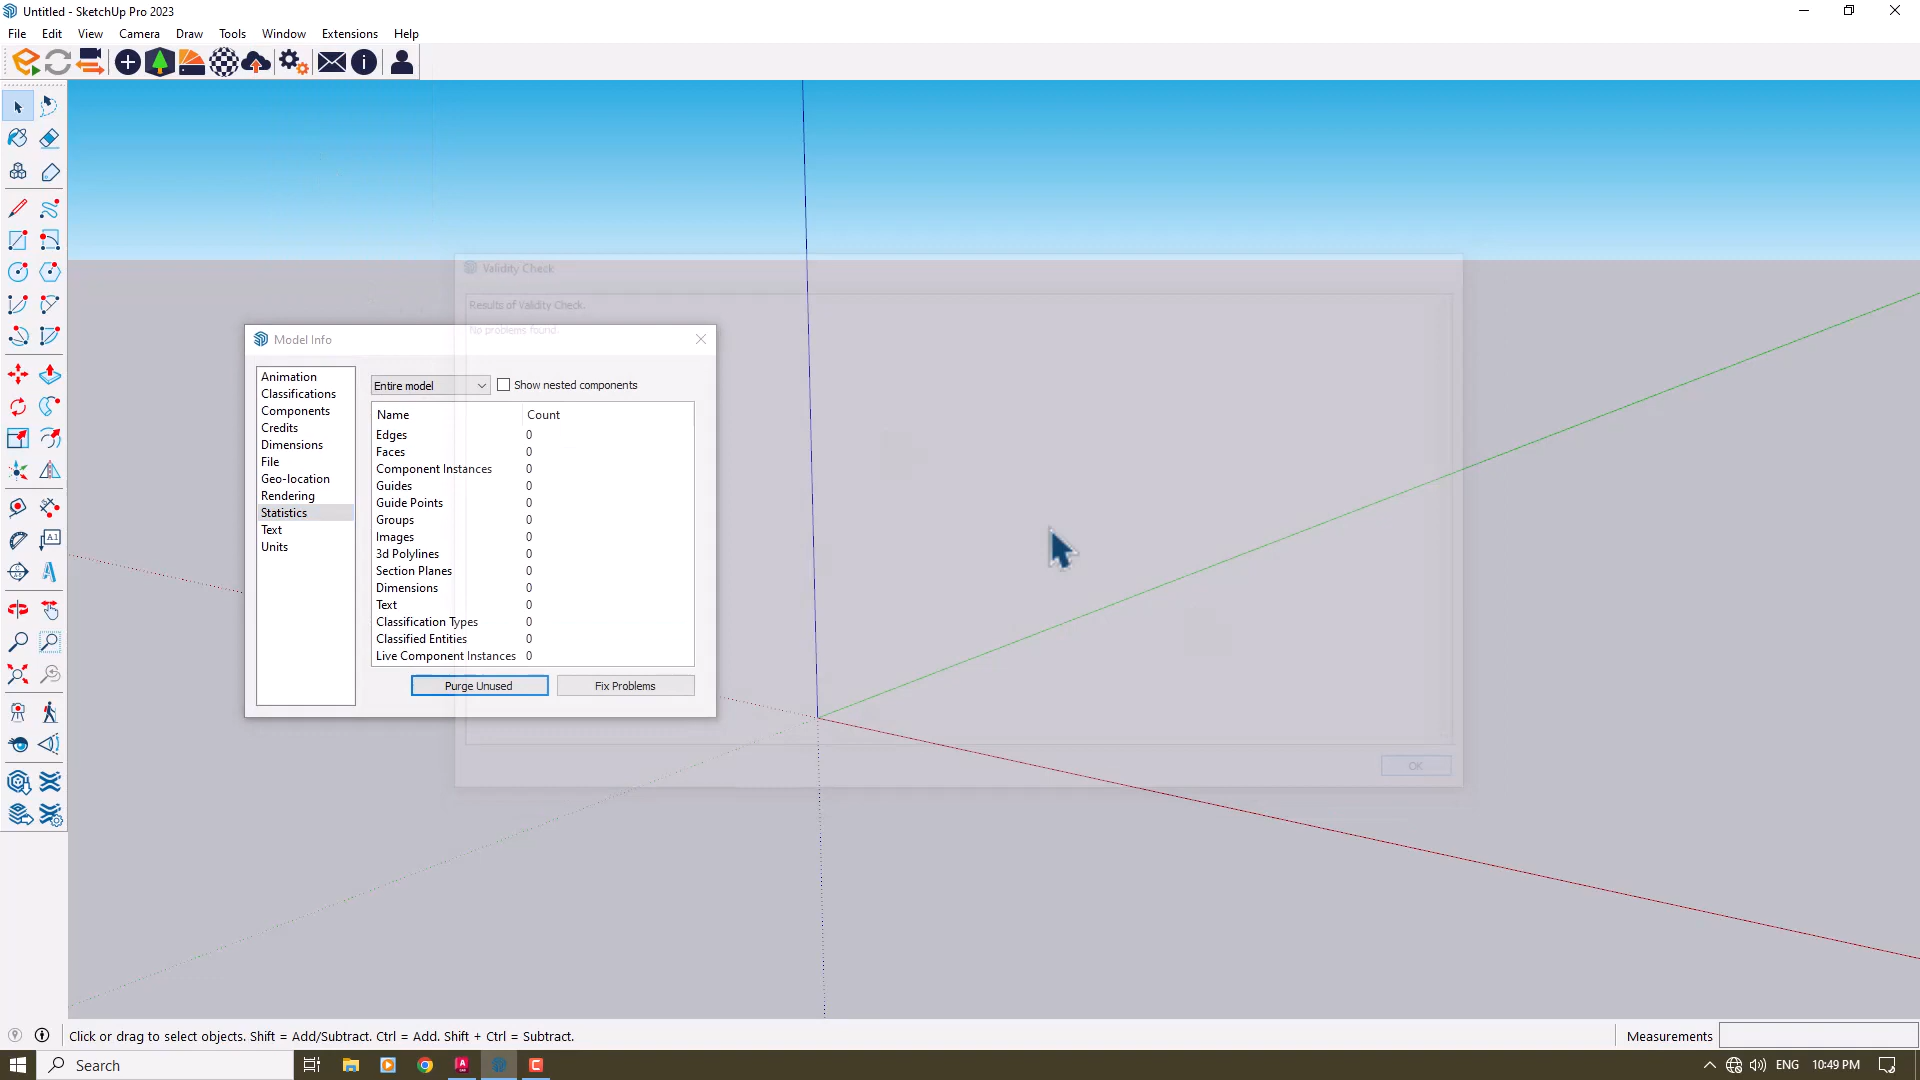 Untitled - SketchUp Pro 2023
File Edit View Camera Draw Tools Window Extensions Help
Validity Check
Results of Validity Check.
No problems found.
Model Info
Animation
Classifications
Components
Credits
Dimensions
File
Geo-location
Rendering
Statistics
Text
Units
Entire model Show nested components
Name Count
Edges 0
Faces 0
Component Instances 0
Guides 0
Guide Points 0
Groups 0
Images 0
3d Polylines 0
Section Planes 0
Dimensions 0
Text 0
Classification Types 0
Classified Entities 0
Live Component Instances 0
Purge Unused Fix Problems
OK
Click or drag to select objects. Shift = Add/Subtract. Ctrl = Add. Shift + Ctrl = Subtract.
Measurements
Search
ENG 10:49 PM